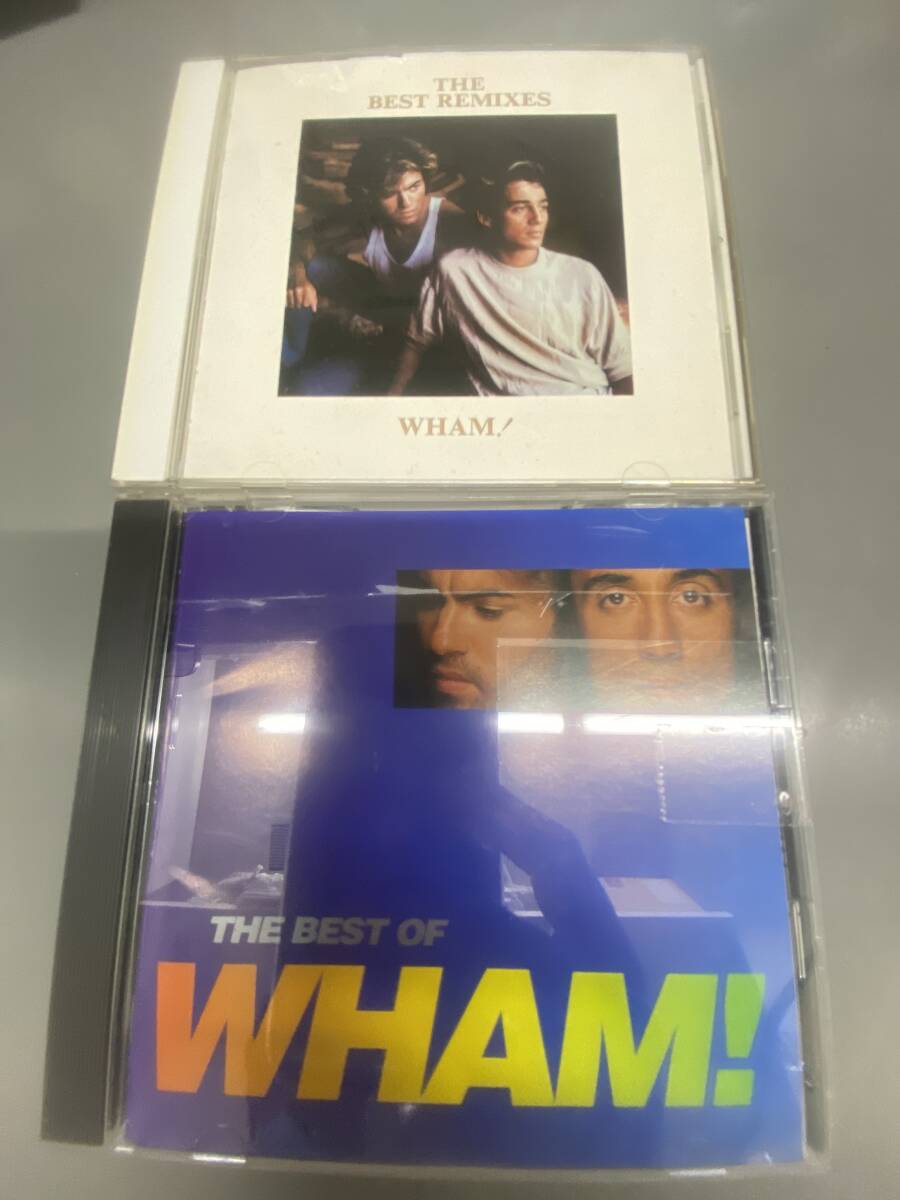 THE
BEST REMIXES
WHAM!
THE BEST OF
WHAM!